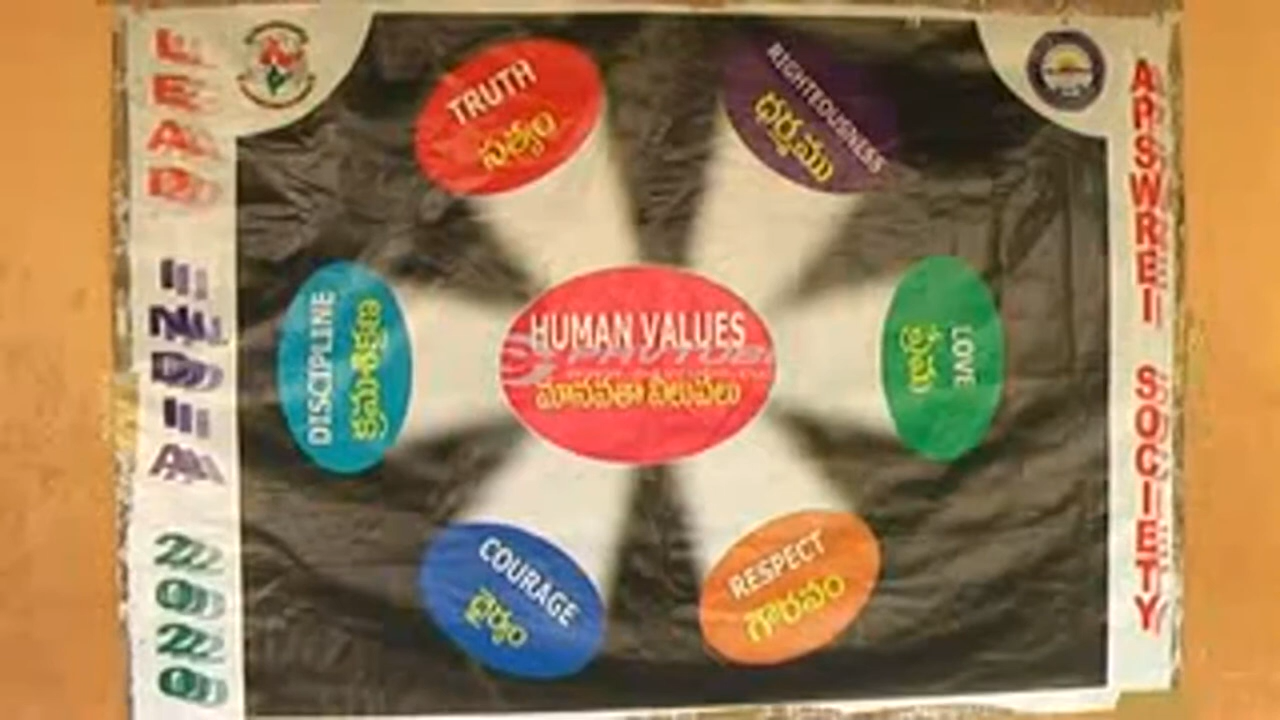 LEAD
INDIA
2020
TRUTH
సత్యం
RIGHTEOUSNESS
ధర్మము
DISCIPLINE
క్రమశిక్షణ
HUMAN VALUES
మానవతా విలువలు
LOVE
ప్రేమ
COURAGE
ధైర్యం
RESPECT
గౌరవం
APSWREI SOCIETY